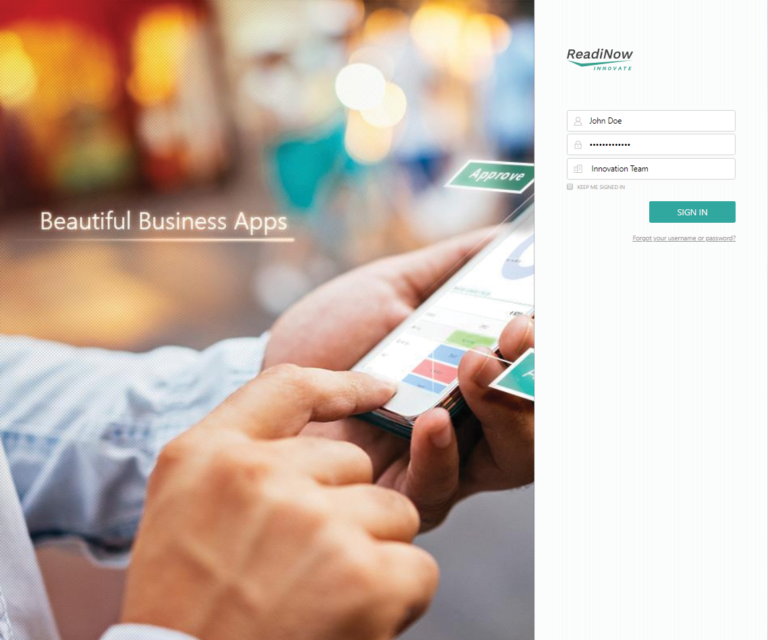 ReadiNow
INNOVATE
John Doe
•••••••••••••
Innovation Team
KEEP ME SIGNED IN
SIGN IN
Forgot your username or password?
Approve
Beautiful Business Apps